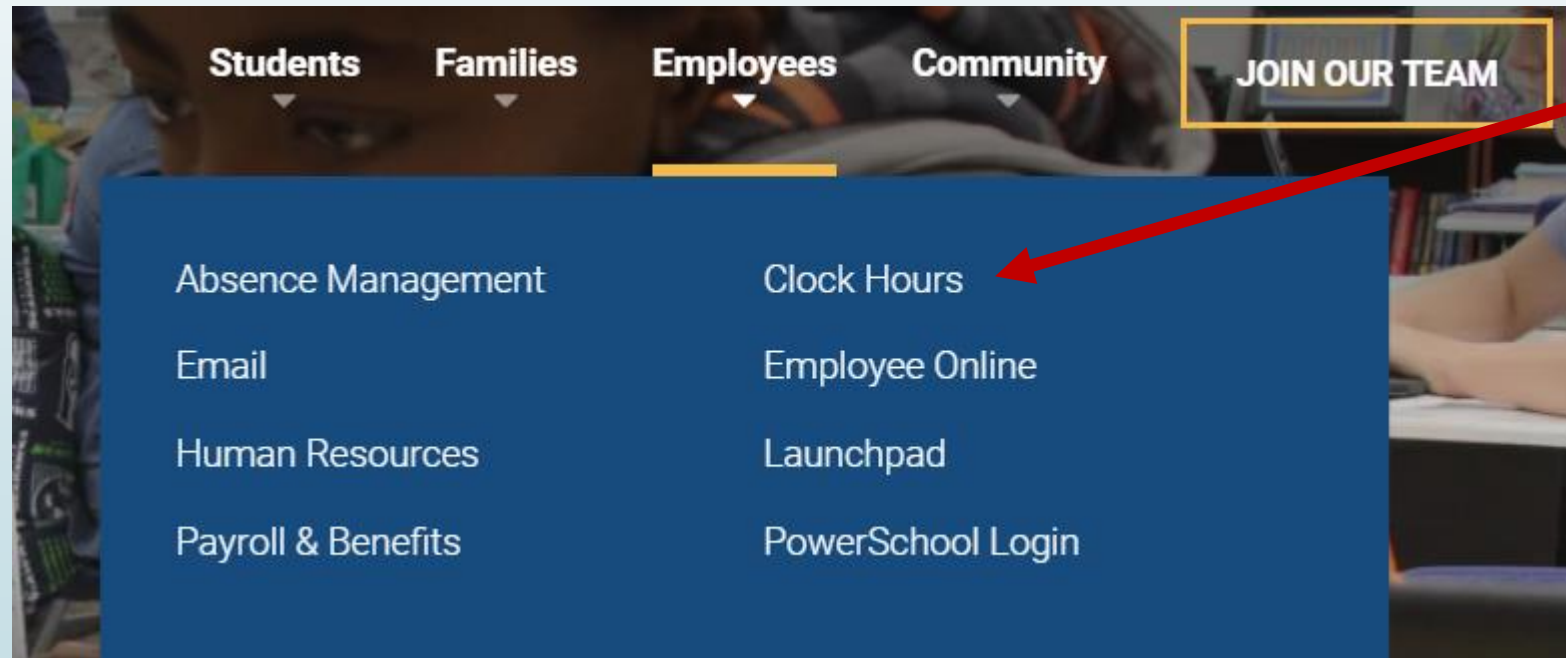 Students Families Employees Community JOIN OUR TEAM
Absence Management Clock Hours
Email Employee Online
Human Resources Launchpad
Payroll & Benefits PowerSchool Login